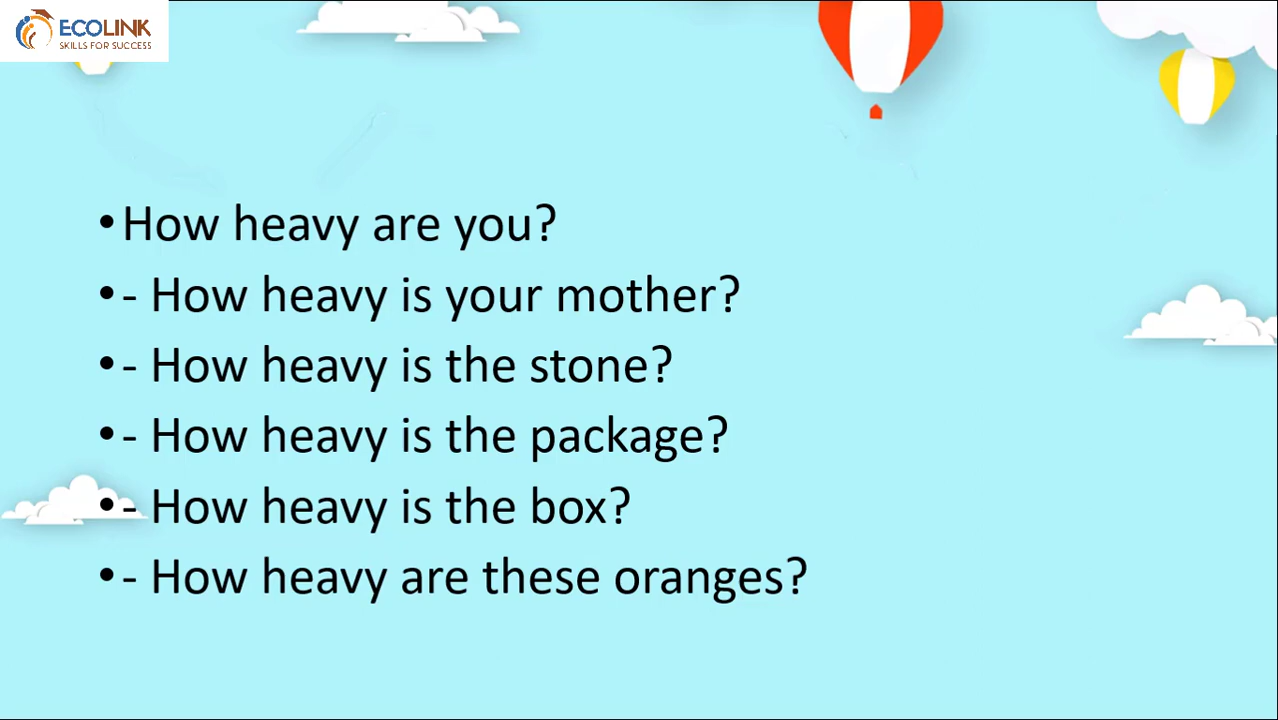 ECOLINK
SKILLS FOR SUCCESS
•How heavy are you?
•- How heavy is your mother?
•- How heavy is the stone?
•- How heavy is the package?
•- How heavy is the box?
•- How heavy are these oranges?